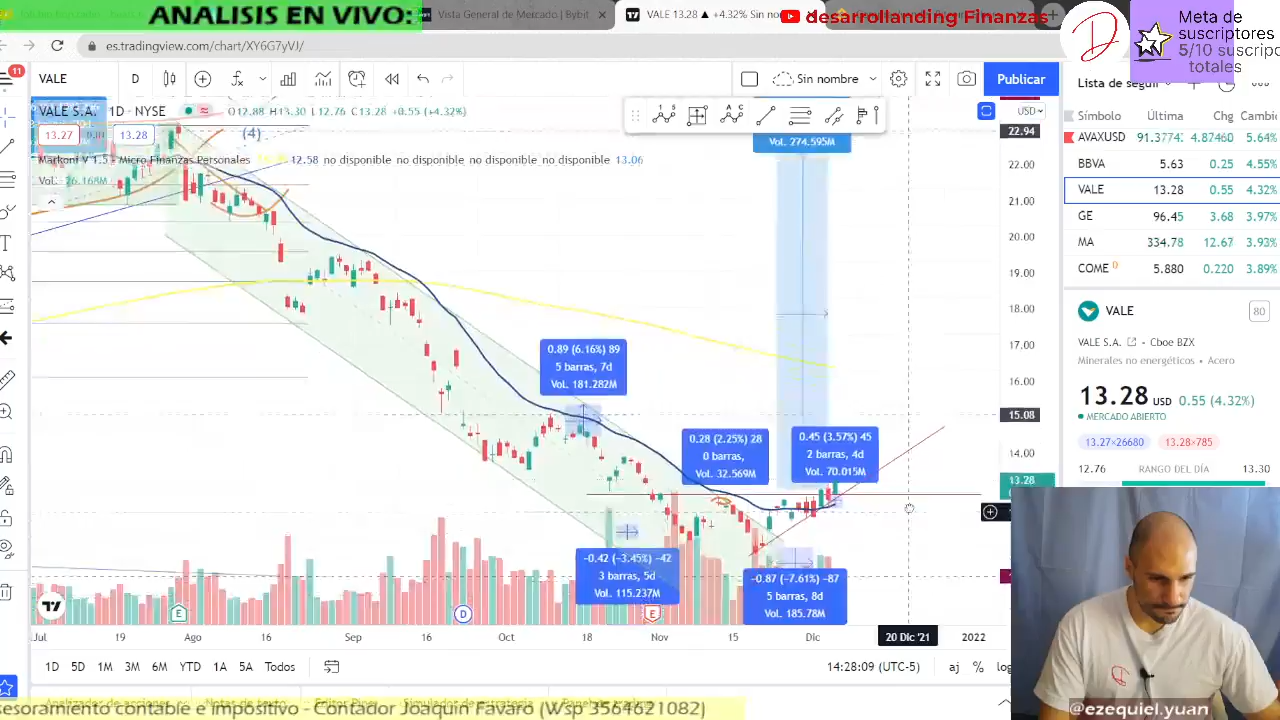 ANALISIS EN VIVO:
Vista General de Mercado | Bybit
VALE 13.28 ▲ +4.32% Sin nom
desarrollanding Finanzas
Meta de
suscriptores
5/10 suscripto
totales
es.tradingview.com/chart/XY6G7yVJ/
11
VALE
D
Sin nombre
Publicar
Lista de segui
VALE S.A.
1D · NYSE
+0.55 (+4.32%)
13.27
13.28
(4)
Markoni V 1.5 - Micro Finanzas Personales
12.58 no disponible no disponible no disponible no disponible 13.06
Vol. 26.168M
Vol. 274.595M
USD
22.94
22.00
21.00
20.00
19.00
18.00
17.00
16.00
15.08
14.00
13.28
0.89 (6.16%) 89
5 barras, 7d
Vol. 181.282M
0.28 (2.25%) 28
0 barras,
Vol. 32.569M
0.45 (3.57%) 45
2 barras, 4d
Vol. 70.015M
-0.42 (-3.45%) -42
3 barras, 5d
Vol. 115.237M
-0.87 (-7.61%) -87
5 barras, 8d
Vol. 185.78M
E
D
E
Jul
19
Ago
16
Sep
16
Oct
18
Nov
15
Dic
20 Dic '21
2022
1D
5D
1M
3M
6M
YTD
1A
5A
Todos
14:28:09 (UTC-5)
aj
%
log
Símbolo
Última
Chg
Cambio
AVAXUSD
4.87460
5.64%
BBVA
5.63
0.25
4.55%
VALE
13.28
0.55
4.32%
GE
96.45
3.68
3.97%
MA
334.78
12.67
3.93%
COME
5.880
0.220
3.89%
VALE
80
VALE S.A.
Cboe BZX
Minerales no energéticos • Acero
13.28 USD 0.55 (4.32%)
MERCADO ABIERTO
13.27×26680
13.28×785
12.76
RANGO DEL DÍA
13.30
sesoramiento contable e impositivo - Contador Joaquin Favaro (Wsp 3564621082)
@ezequiel.yuan